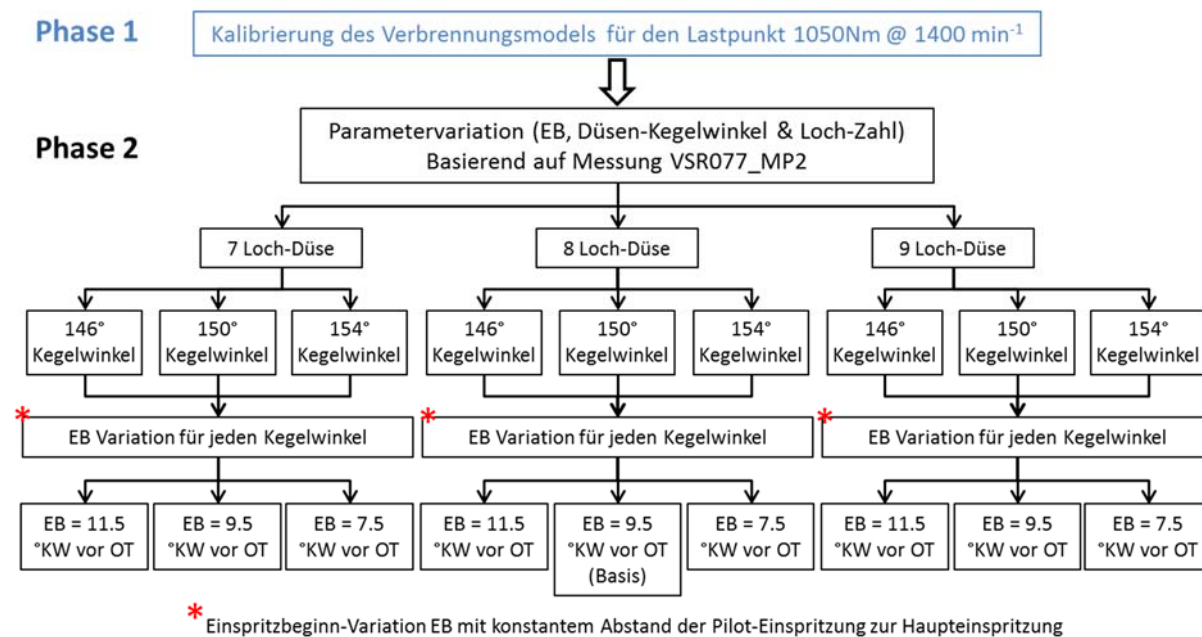 Phase 1
Kalibrierung des Verbrennungsmodels für den Lastpunkt 1050Nm @ 1400 min⁻¹
Phase 2
Parametervariation (EB, Düsen-Kegelwinkel & Loch-Zahl)
Basierend auf Messung VSR077_MP2
7 Loch-Düse
8 Loch-Düse
9 Loch-Düse
146°
Kegelwinkel
150°
Kegelwinkel
154°
Kegelwinkel
146°
Kegelwinkel
150°
Kegelwinkel
154°
Kegelwinkel
146°
Kegelwinkel
150°
Kegelwinkel
154°
Kegelwinkel
* EB Variation für jeden Kegelwinkel
* EB Variation für jeden Kegelwinkel
* EB Variation für jeden Kegelwinkel
EB = 11.5
°KW vor OT
EB = 9.5
°KW vor OT
EB = 7.5
°KW vor OT
EB = 11.5
°KW vor OT
EB = 9.5
°KW vor OT
(Basis)
EB = 7.5
°KW vor OT
EB = 11.5
°KW vor OT
EB = 9.5
°KW vor OT
EB = 7.5
°KW vor OT
* Einspritzbeginn-Variation EB mit konstantem Abstand der Pilot-Einspritzung zur Haupteinspritzung